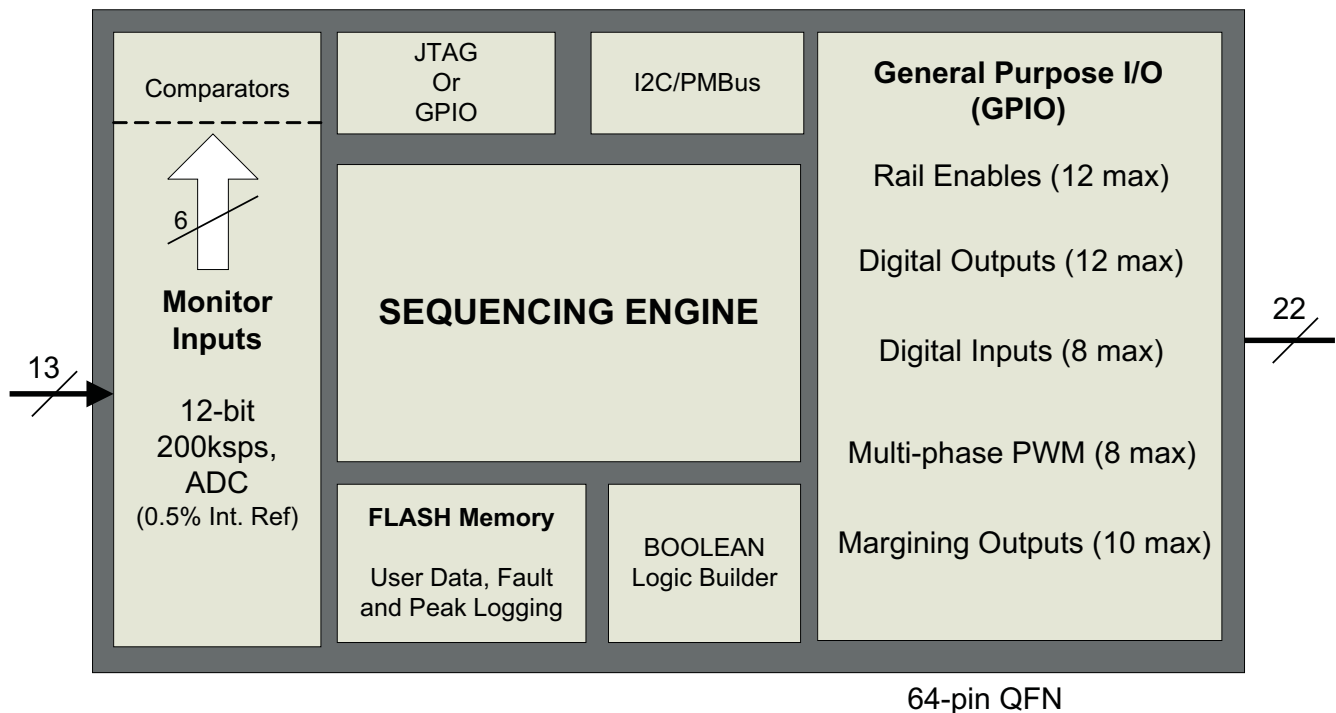 Comparators
6
Monitor
Inputs
12-bit
200ksps,
ADC
(0.5% Int. Ref)
13
JTAG
Or
GPIO
I2C/PMBus
SEQUENCING ENGINE
FLASH Memory
User Data, Fault
and Peak Logging
BOOLEAN
Logic Builder
General Purpose I/O
(GPIO)
Rail Enables (12 max)
Digital Outputs (12 max)
Digital Inputs (8 max)
Multi-phase PWM (8 max)
Margining Outputs (10 max)
22
64-pin QFN